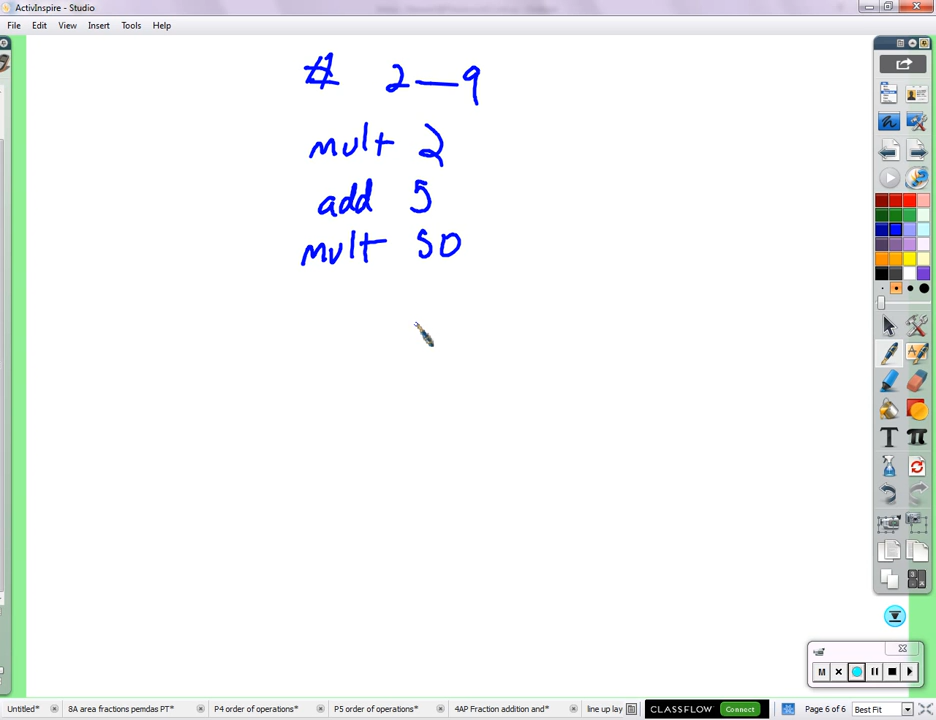 ActivInspire - Studio
File Edit View Insert Tools Help
# 2—9
mult 2
add 5
mult 50
M
Untitled* 8A area fractions pemdas PT* P4 order of operations* P5 order of operations* 4AP Fraction addition and* line up lay CLASSFLOW Connect Page 6 of 6 Best Fit